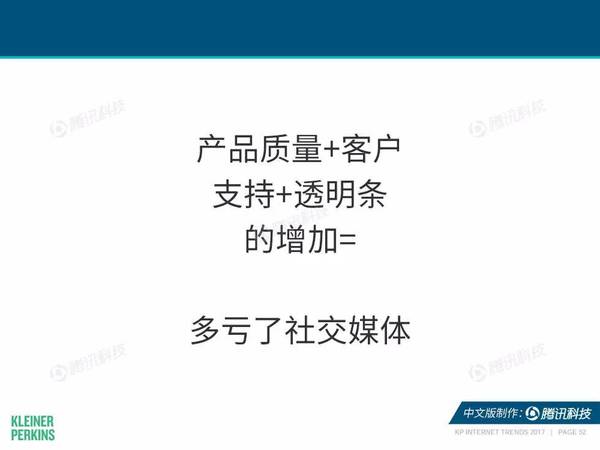 腾讯科技
腾讯科技
产品质量+客户
支持+透明条
的增加=
腾讯科技
多亏了社交媒体
腾讯科技
腾讯科技
KLEINER
PERKINS
中文版制作：腾讯科技
KP INTERNET TRENDS 2017 | PAGE 52